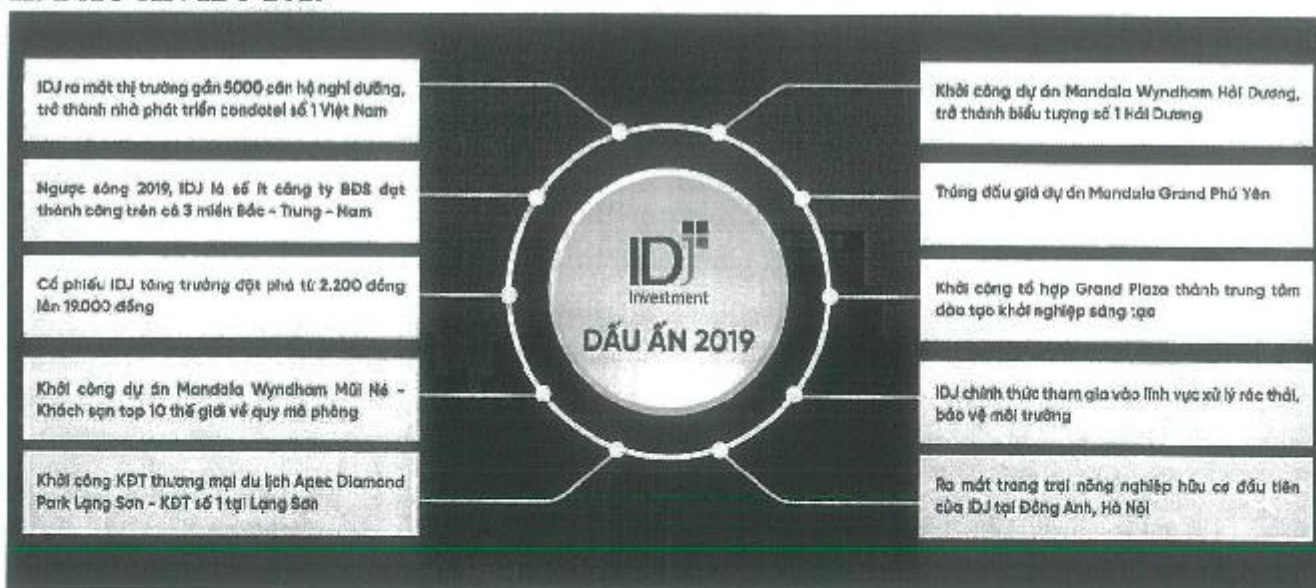 IDJ ra mắt thị trường gần 5000 căn hộ nghỉ dưỡng,
trở thành nhà phát triển condotel số 1 Việt Nam
Ngược sóng 2019, IDJ là số ít công ty BĐS đạt
thành công trên cả 3 miền Bắc - Trung - Nam
Cổ phiếu IDJ tăng trưởng đột phá từ 2.200 đồng
lên 19.000 đồng
Khởi công dự án Mandala Wyndham Mũi Né -
Khách sạn top 10 thế giới về quy mô phòng
Khởi công KĐT thương mại du lịch Apec Diamond
Park Lạng Sơn - KĐT số 1 tại Lạng Sơn
IDJ
Investment
DẤU ẤN 2019
Khởi công dự án Mandala Wyndham Hải Dương,
trở thành biểu tượng số 1 Hải Dương
Trúng đấu giá dự án Mandala Grand Phú Yên
Khởi công tổ hợp Grand Plaza thành trung tâm
đào tạo khởi nghiệp sáng tạo
IDJ chính thức tham gia vào lĩnh vực xử lý rác thải,
bảo vệ môi trường
Ra mắt trang trại nông nghiệp hữu cơ đầu tiên
của IDJ tại Đông Anh, Hà Nội